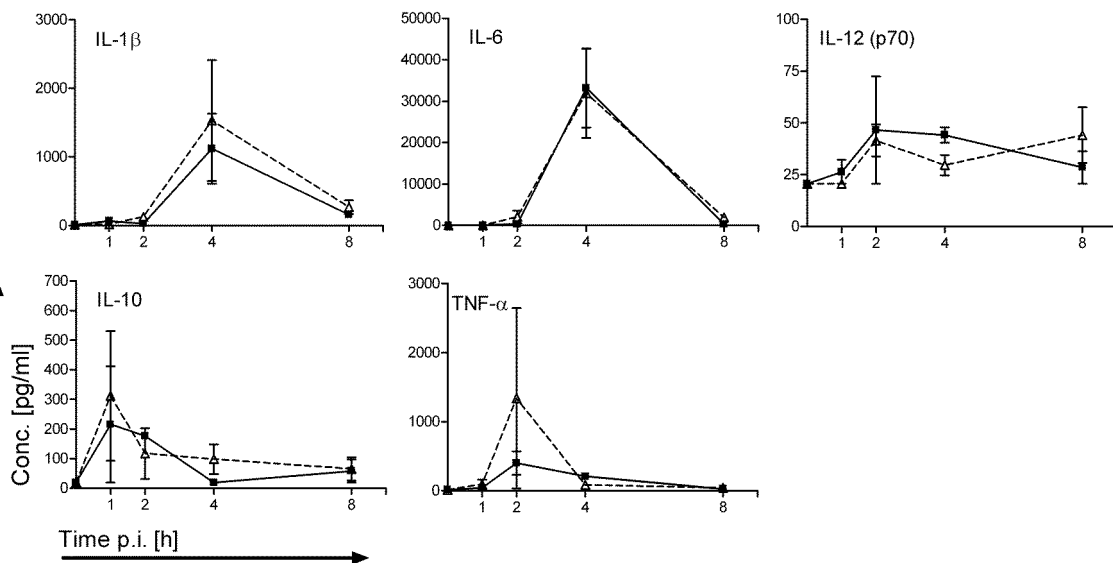 IL-1β
3000
2000
1000
0
1 2 4 8
IL-6
50000
40000
30000
20000
10000
0
1 2 4 8
IL-12 (p70)
100
75
50
25
0
1 2 4 8
IL-10
700
600
500
400
300
200
100
0
1 2 4 8
TNF-α
3000
2000
1000
0
1 2 4 8
Conc. [pg/ml]
Time p.i. [h]